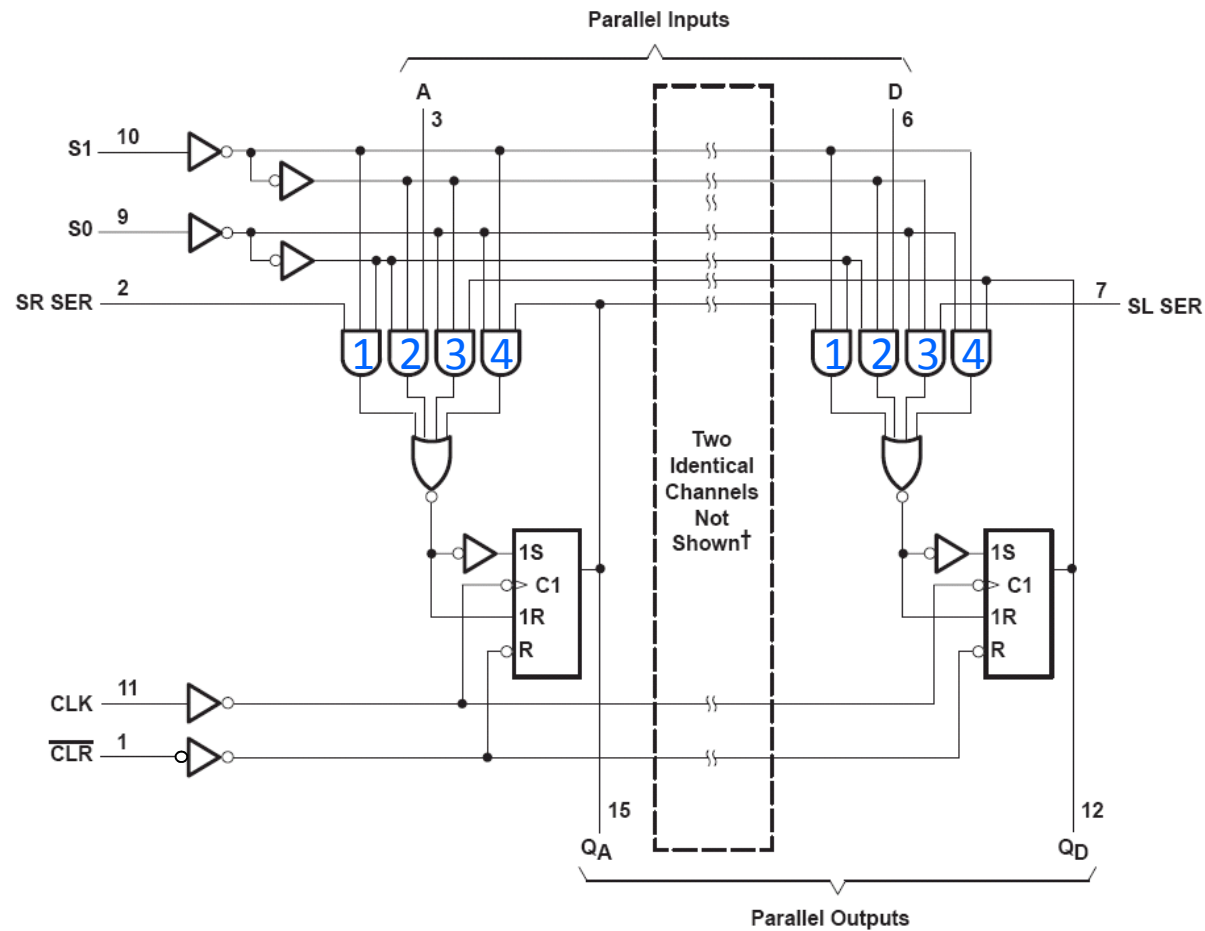 Parallel Inputs
A
3
D
6
S1
10
S0
9
SR SER
2
7
SL SER
1
2
3
4
1
2
3
4
Two
Identical
Channels
Not
Shown†
1S
C1
1R
R
1S
C1
1R
R
CLK
11
CLR
1
15
QA
12
QD
Parallel Outputs